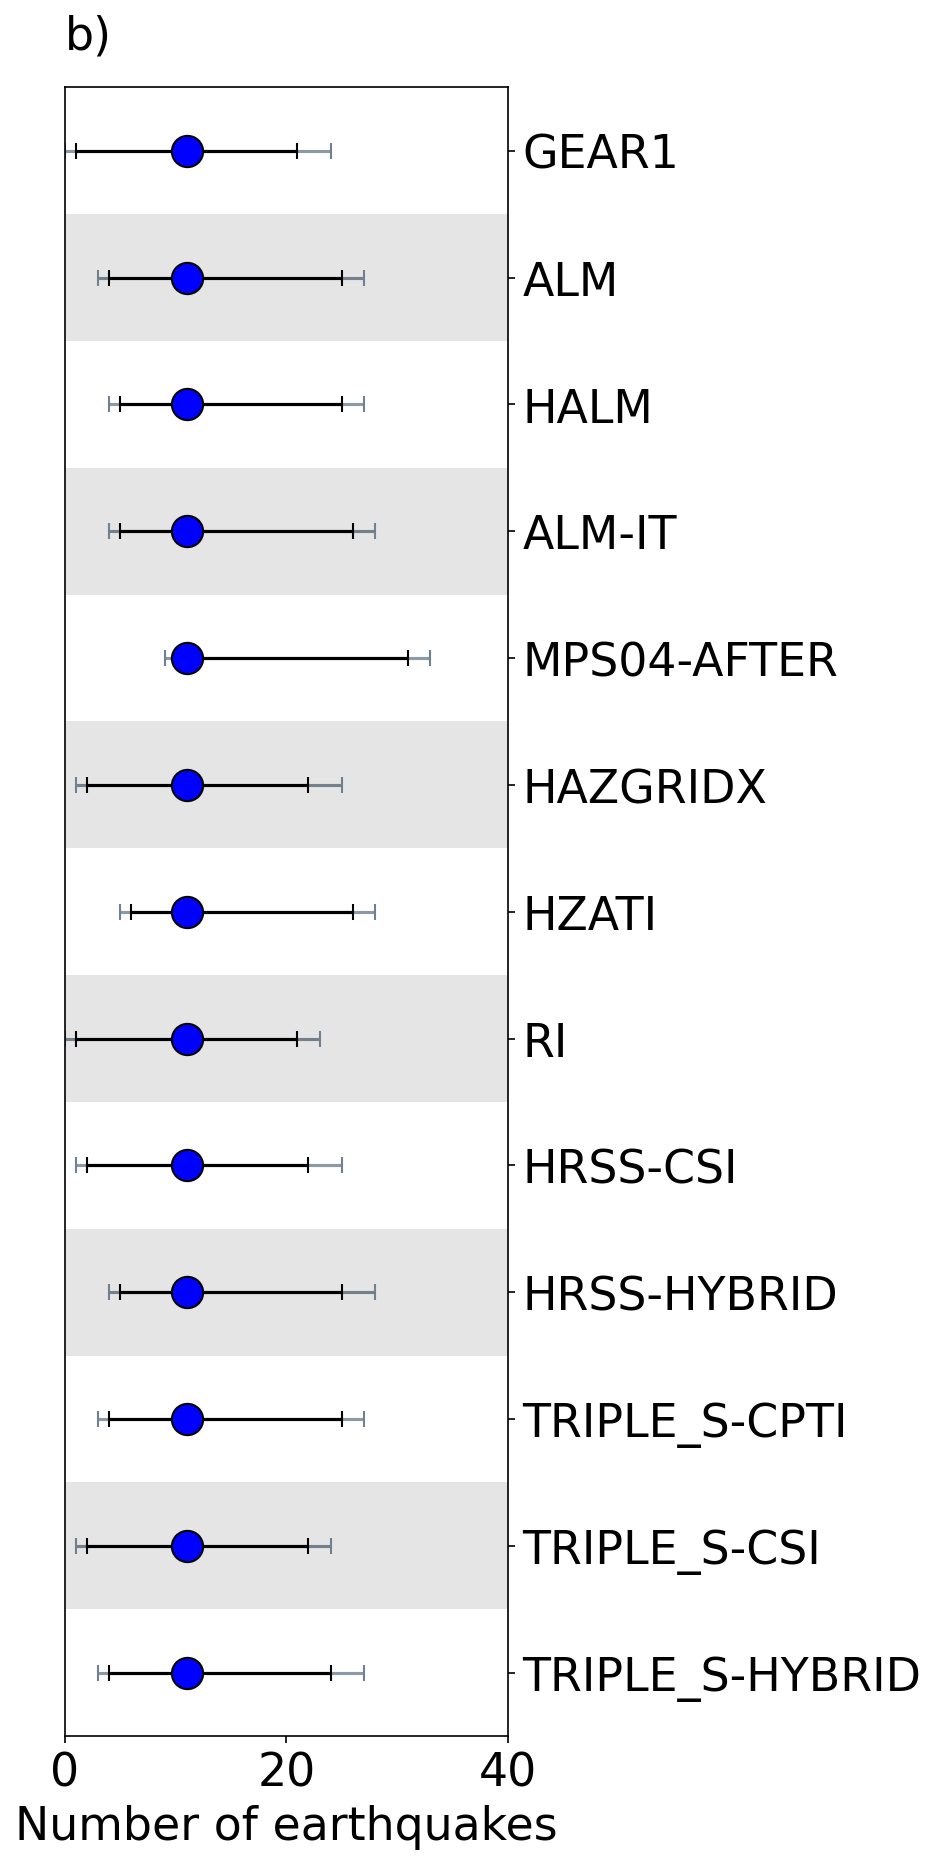 b)
GEAR1
ALM
HALM
ALM-IT
MPS04-AFTER
HAZGRIDX
HZATI
RI
HRSS-CSI
HRSS-HYBRID
TRIPLE_S-CPTI
TRIPLE_S-CSI
TRIPLE_S-HYBRID
0 20 40
Number of earthquakes